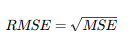 RMSE = √MSE